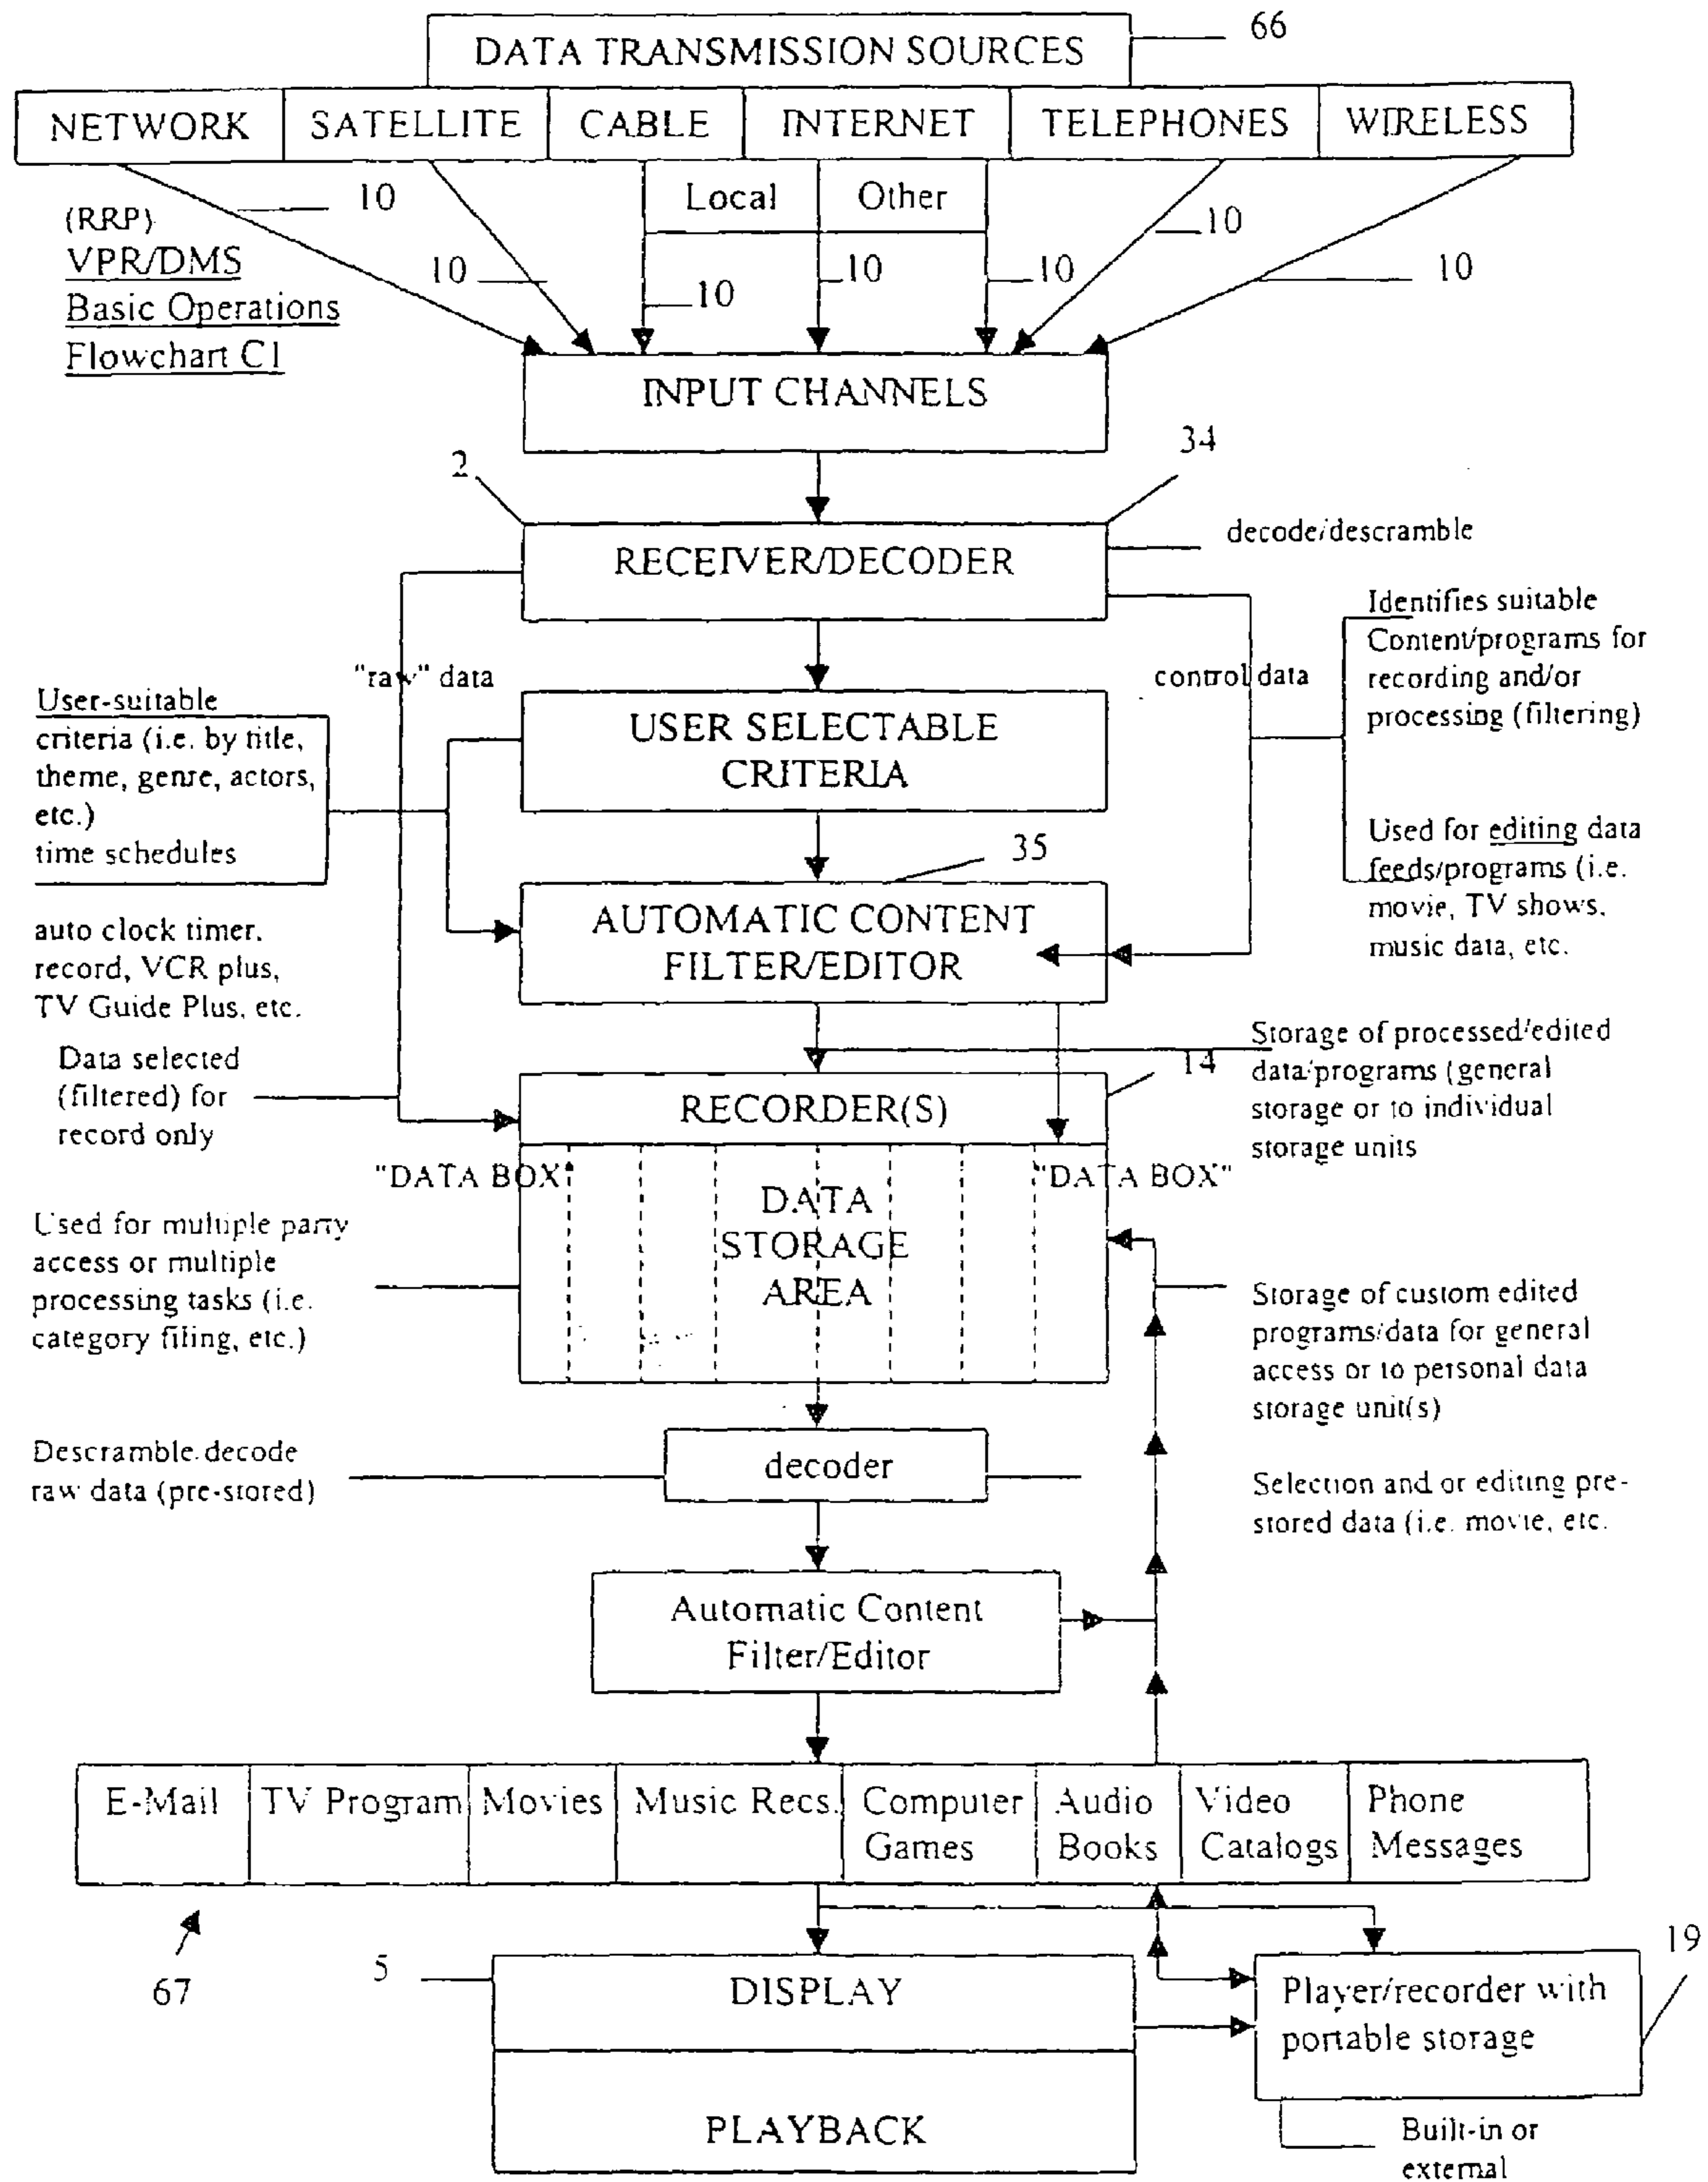 66
DATA TRANSMISSION SOURCES
NETWORK SATELLITE CABLE INTERNET TELEPHONES WIRELESS
Local Other
10
10
10
10
10
10
10
(RRP)
VPR/DMS
Basic Operations
Flowchart C1
INPUT CHANNELS
2
34
RECEIVER/DECODER
decode/descramble
"raw" data
control data
Identifies suitable
Content/programs for
recording and/or
processing (filtering)
User-suitable
criteria (i.e. by title,
theme, genre, actors,
etc.)
time schedules
USER SELECTABLE
CRITERIA
Used for editing data
feeds/programs (i.e.
movie, TV shows,
music data, etc.
35
AUTOMATIC CONTENT
FILTER/EDITOR
auto clock timer,
record, VCR plus,
TV Guide Plus, etc.
Data selected
(filtered) for
record only
14
Storage of processed/edited
data/programs (general
storage or to individual
storage units
RECORDER(S)
"DATA BOX"
"DATA BOX"
DATA
STORAGE
AREA
Used for multiple party
access or multiple
processing tasks (i.e.
category filing, etc.)
Storage of custom edited
programs/data for general
access or to personal data
storage unit(s)
Descramble/decode
raw data (pre-stored)
decoder
Selection and or editing pre-
stored data (i.e. movie, etc.
Automatic Content
Filter/Editor
E-Mail TV Program Movies Music Recs. Computer Audio Video Phone
Games Books Catalogs Messages
67
5
DISPLAY
PLAYBACK
19
Player/recorder with
portable storage
Built-in or
external